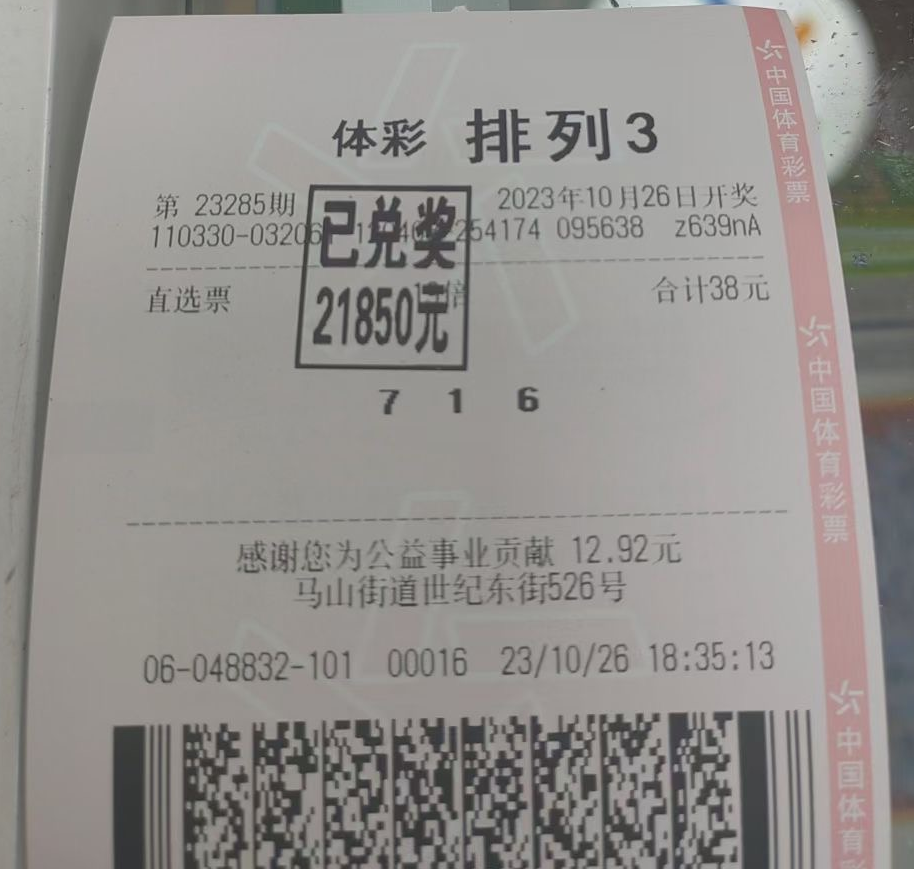 体彩 排列3
第 23285期 2023年10月26日开奖
110330-03206 254174 095638 z639nA
已兑奖
21850元
直选票 倍 合计38元
7 1 6
感谢您为公益事业贡献 12.92元
马山街道世纪东街526号
06-048832-101 00016 23/10/26 18:35:13
中国体育彩票
中国体育彩票
中国体育彩